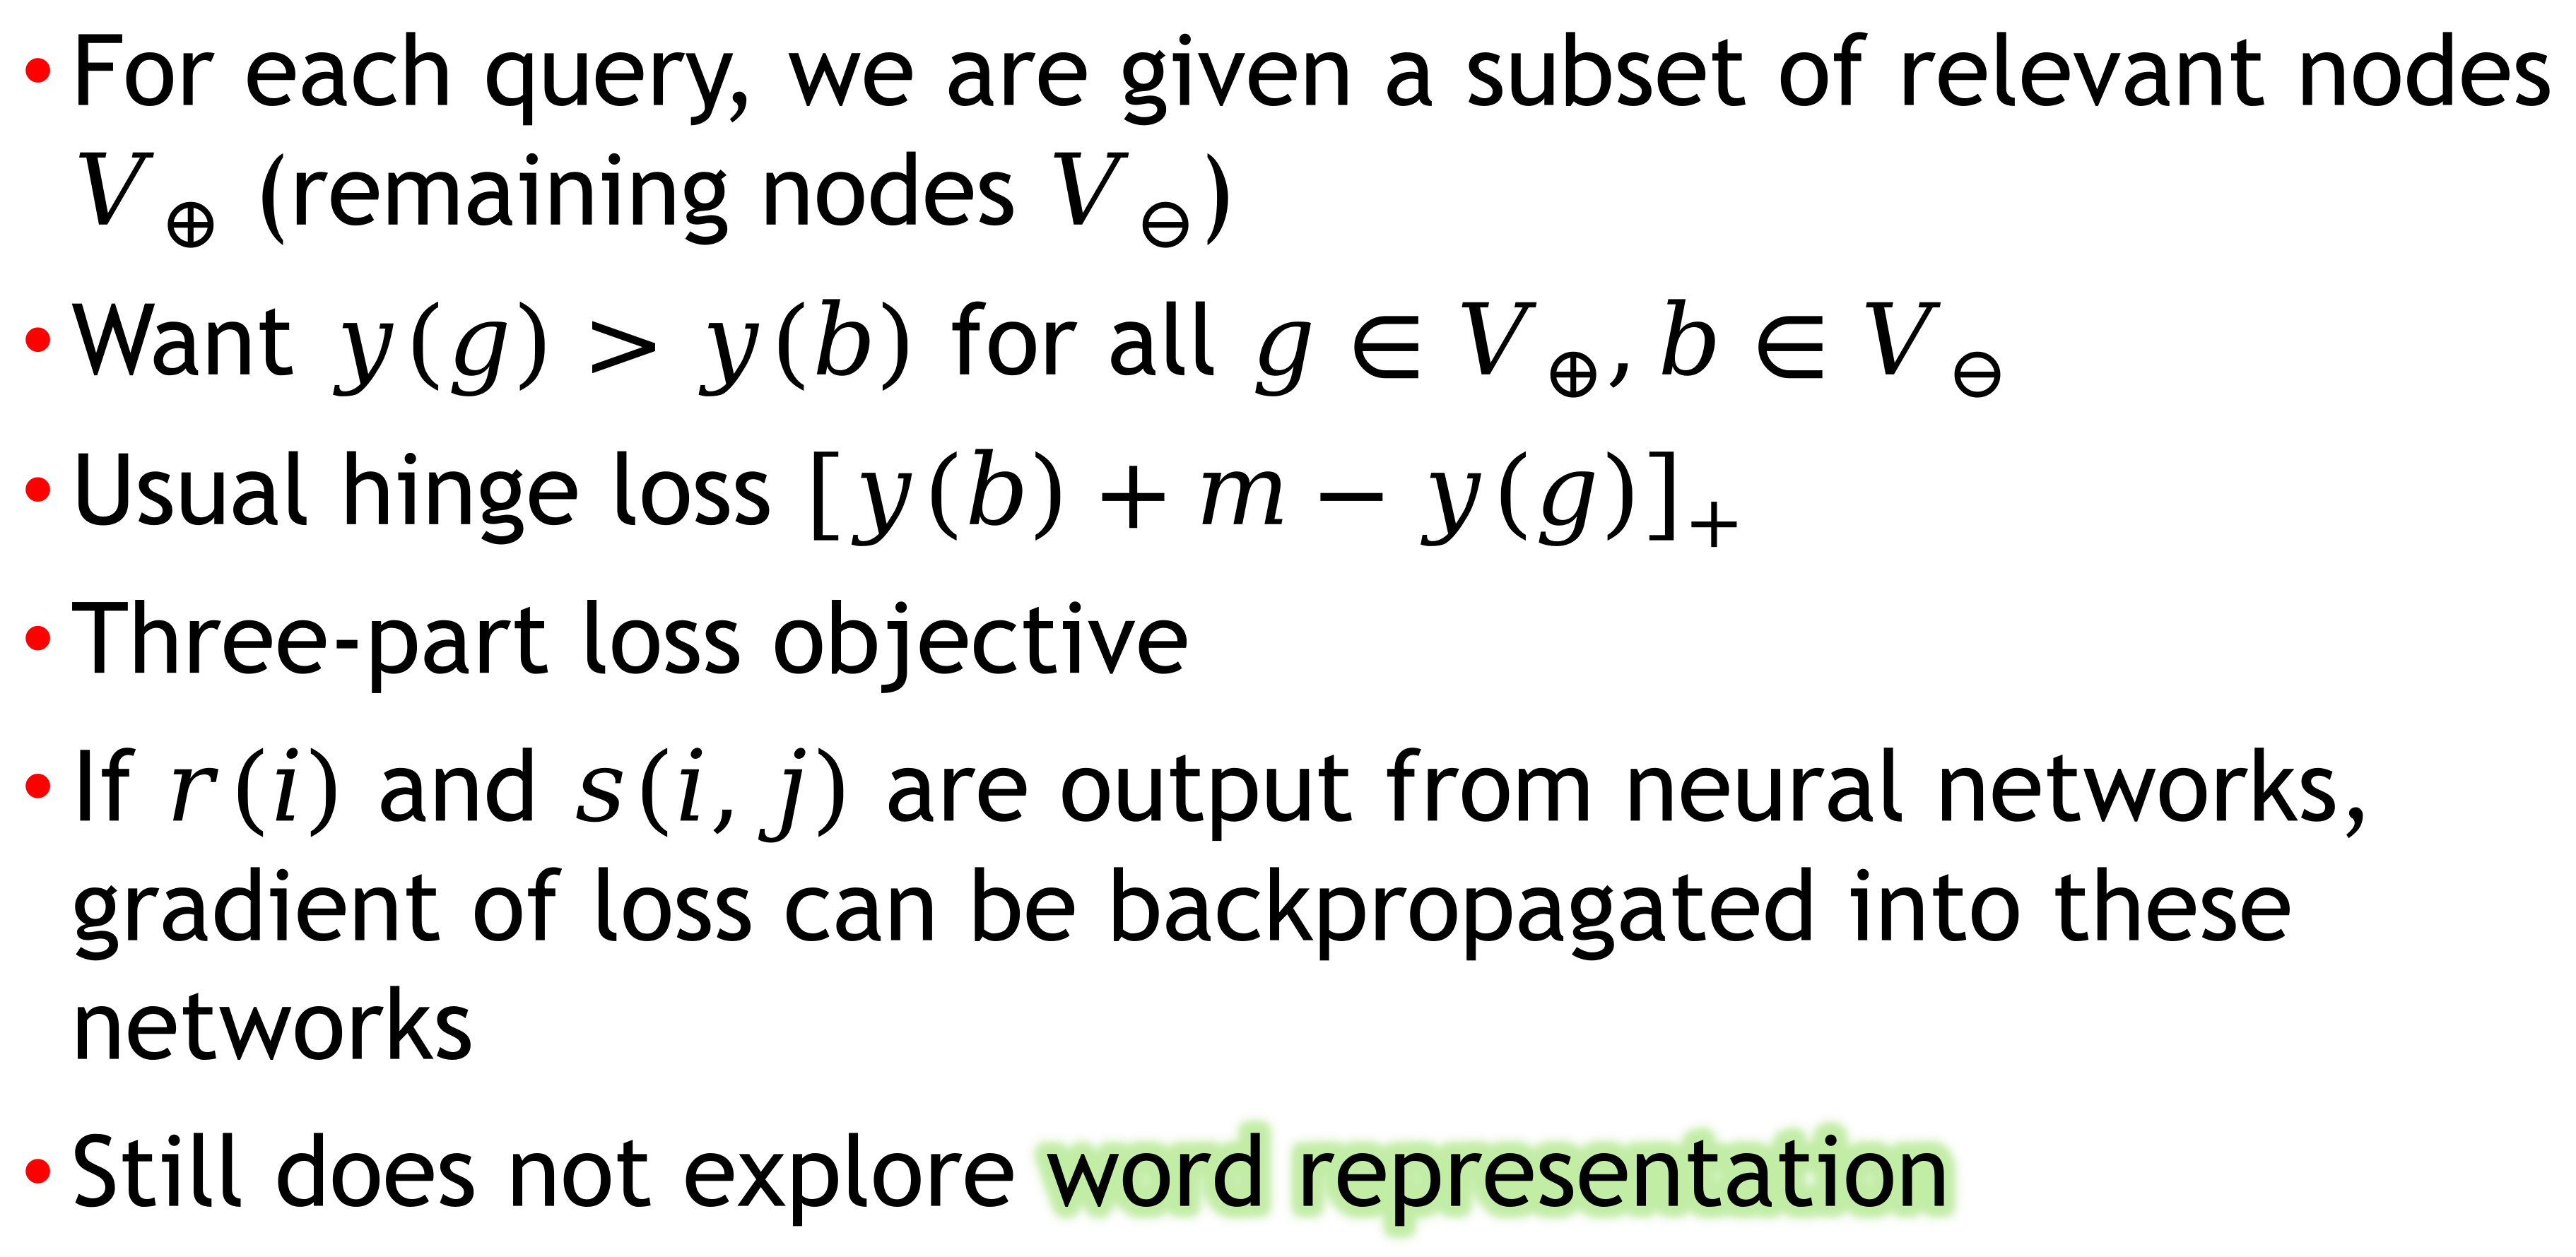 • For each query, we are given a subset of relevant nodes
V⊕ (remaining nodes V⊖)
• Want y(g) > y(b) for all g ∈ V⊕, b ∈ V⊖
• Usual hinge loss [y(b) + m − y(g)]₊
• Three-part loss objective
• If r(i) and s(i, j) are output from neural networks,
gradient of loss can be backpropagated into these
networks
• Still does not explore word representation